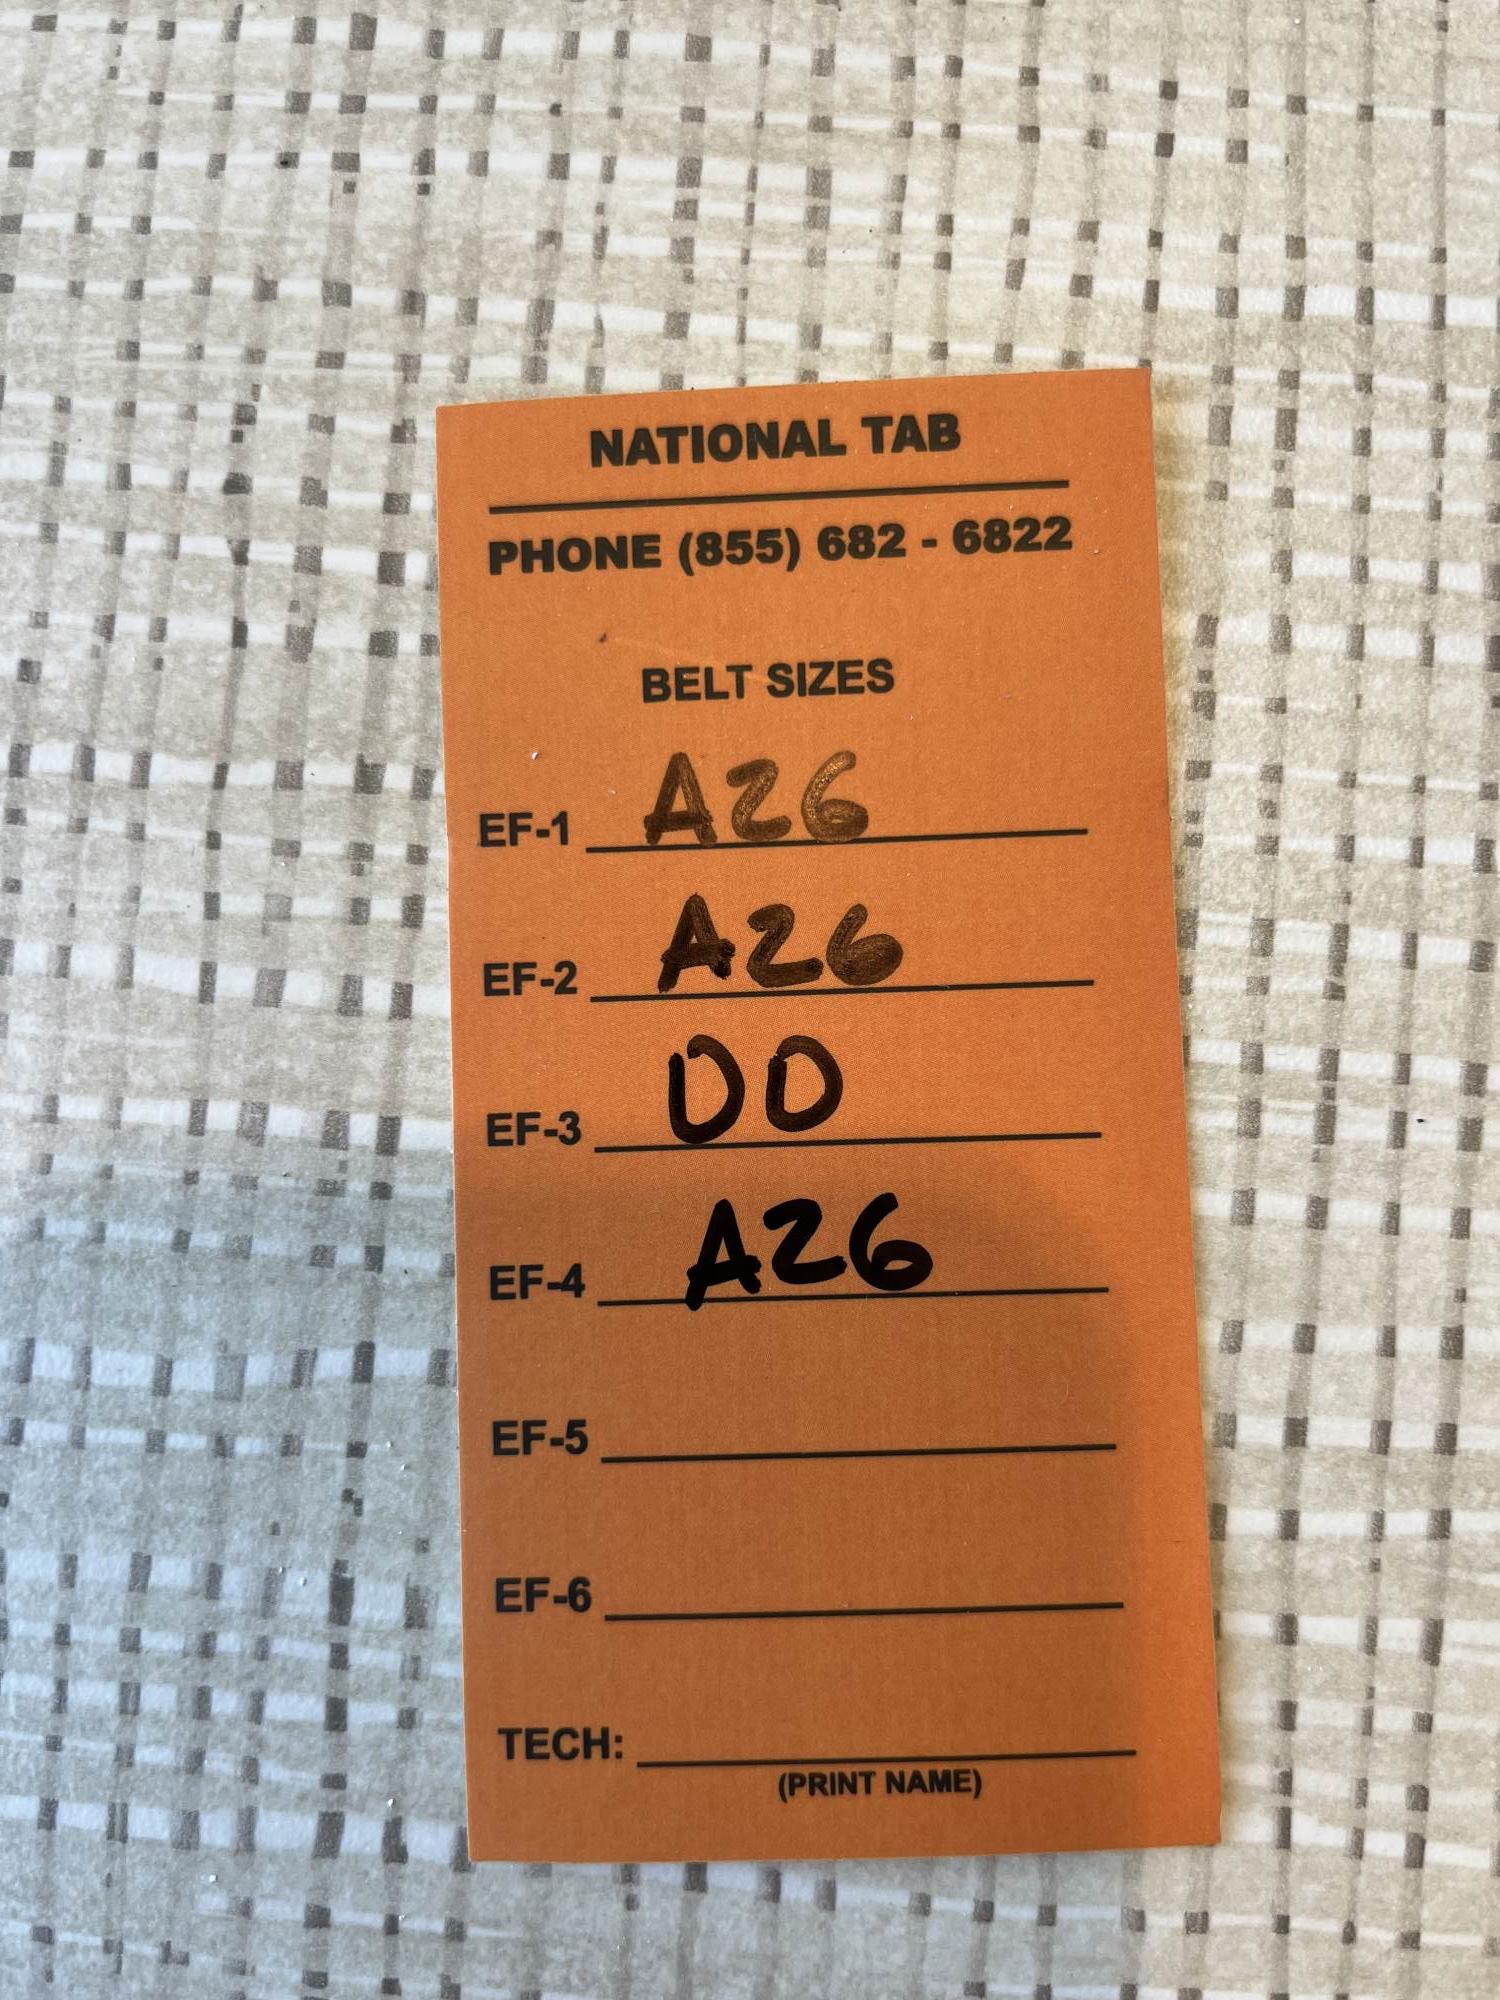 NATIONAL TAB
PHONE (855) 682 - 6822
BELT SIZES
EF-1 A26
EF-2 A26
EF-3 DD
EF-4 A26
EF-5
EF-6
TECH:
(PRINT NAME)